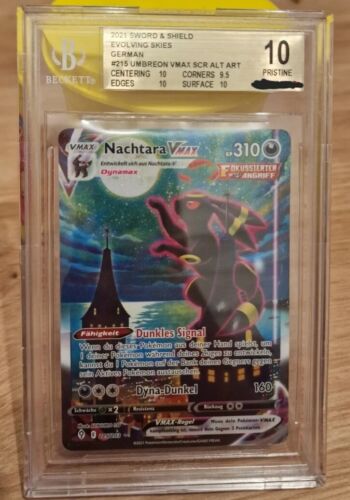 2021 SWORD & SHIELD
EVOLVING SKIES
GERMAN
#215 UMBREON VMAX SCR ALT ART
CENTERING 10 CORNERS 9.5
EDGES 10 SURFACE 10
10
PRISTINE
BECKETT
VMAX
Nachtara VMAX
KP 310
Entwickelt sich aus Nachtara-V
Dynamax
FOKUSSIERTER ANGRIFF
Fähigkeit Dunkles Signal
Wenn du dieses Pokémon aus deiner Hand spielst, um
1 deiner Pokémon während deines Zuges zu entwickeln,
kannst du 1 Pokémon auf der Bank deines Gegners gegen
sein Aktives Pokémon austauschen.
Dyna-Dunkel 160
Schwäche ×2 Resistenz Rückzug
VMAX-Regel